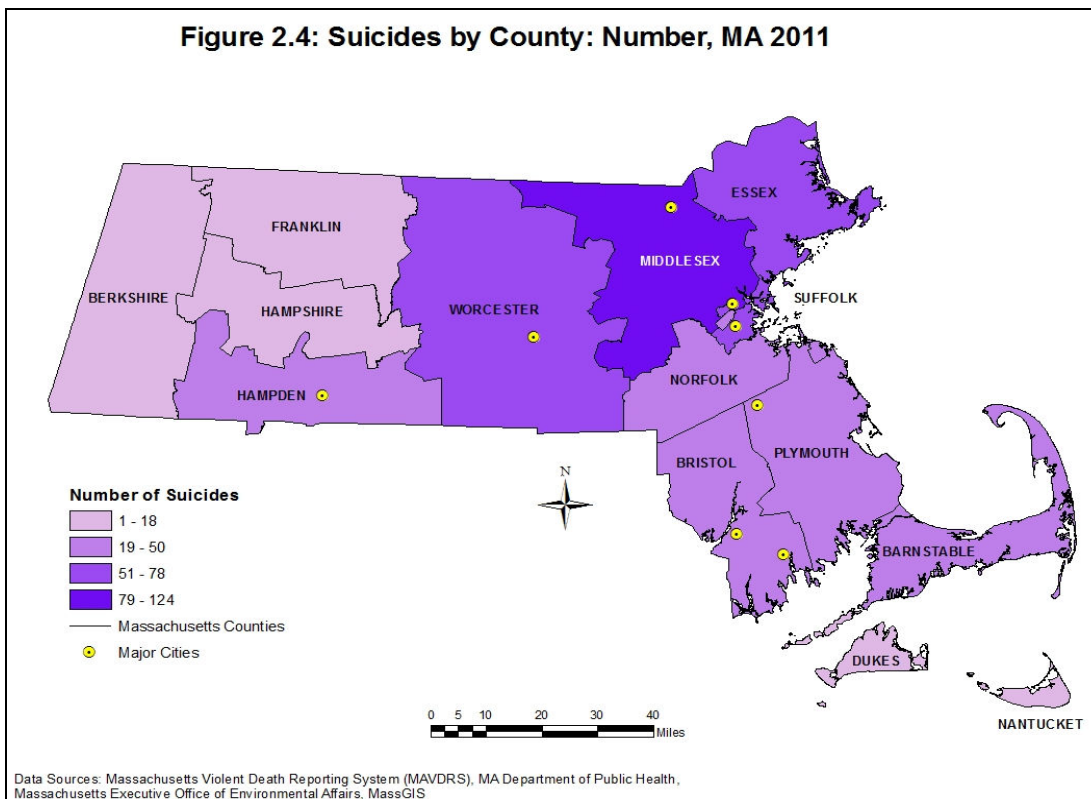 Figure 2.4: Suicides by County: Number, MA 2011
ESSEX
FRANKLIN
MIDDLESEX
BERKSHIRE
SUFFOLK
HAMPSHIRE
WORCESTER
NORFOLK
HAMPDEN
PLYMOUTH
BRISTOL
N
Number of Suicides
1 - 18
19 - 50
51 - 78
79 - 124
Massachusetts Counties
Major Cities
BARNSTABLE
DUKES
NANTUCKET
0 5 10 20 30 40
Miles
Data Sources: Massachusetts Violent Death Reporting System (MAVDRS), MA Department of Public Health,
Massachusetts Executive Office of Environmental Affairs, MassGIS